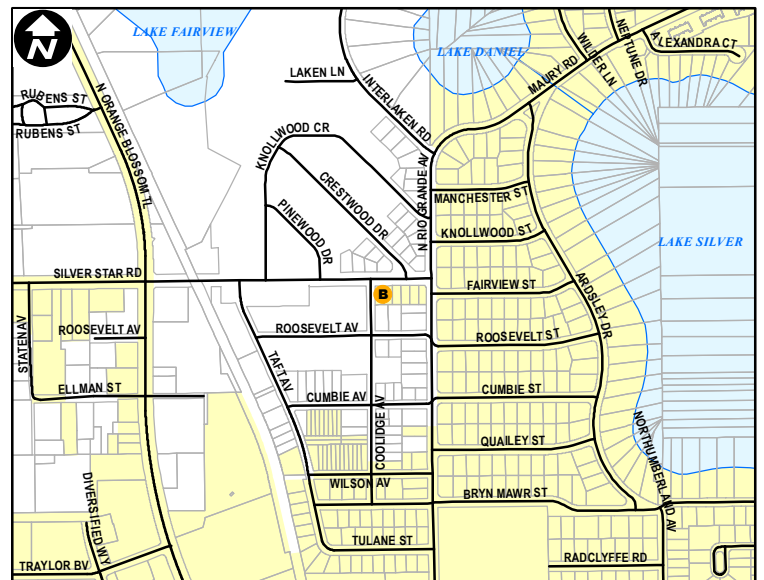 N
LAKE FAIRVIEW
LAKE DANIEL
WILDER LN
NEPTUNE DR
ALEXANDRA CT
LAKEN LN
INTERLAKEN RD
MAURY RD
RUBENS ST
RUBENS ST
N ORANGE BLOSSOM TL
KNOLLWOOD CR
CRESTWOOD DR
PINEWOOD DR
N RIO GRANDE AV
MANCHESTER ST
KNOLLWOOD ST
LAKE SILVER
SILVER STAR RD
FAIRVIEW ST
ARDSLEY DR
B
STATEN AV
ROOSEVELT AV
ROOSEVELT AV
ROOSEVELT ST
TAFT AV
ELLMAN ST
CUMBIE AV
CUMBIE ST
COOLIDGE AV
QUAILEY ST
NORTHUMBERLAND AV
DIVERSIFIED WY
WILSON AV
BRYN MAWR ST
TULANE ST
TRAYLOR BV
RADCLYFFE RD